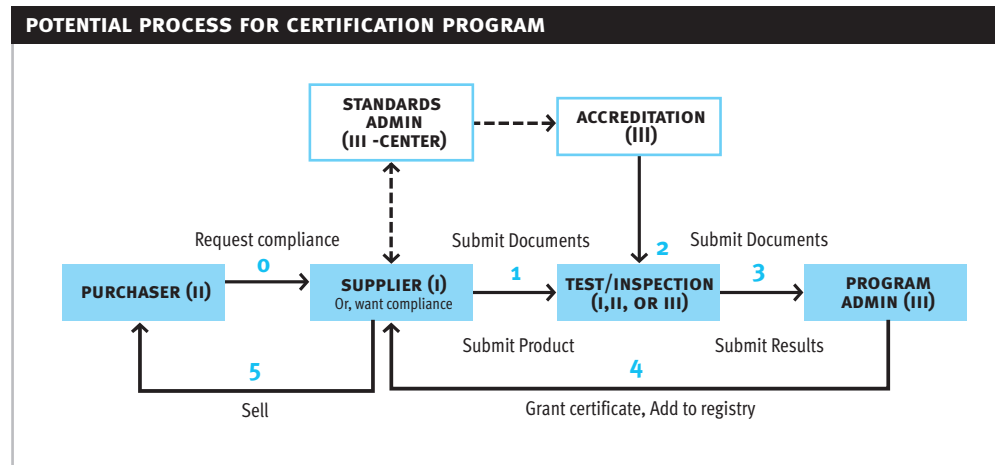 POTENTIAL PROCESS FOR CERTIFICATION PROGRAM
STANDARDS
ADMIN
(III -CENTER)
ACCREDITATION
(III)
Request compliance
0
Submit Documents
1
2
Submit Documents
3
PURCHASER (II)
SUPPLIER (I)
Or, want compliance
TEST/INSPECTION
(I,II, OR III)
PROGRAM
ADMIN (III)
Submit Product
Submit Results
5
Sell
4
Grant certificate, Add to registry